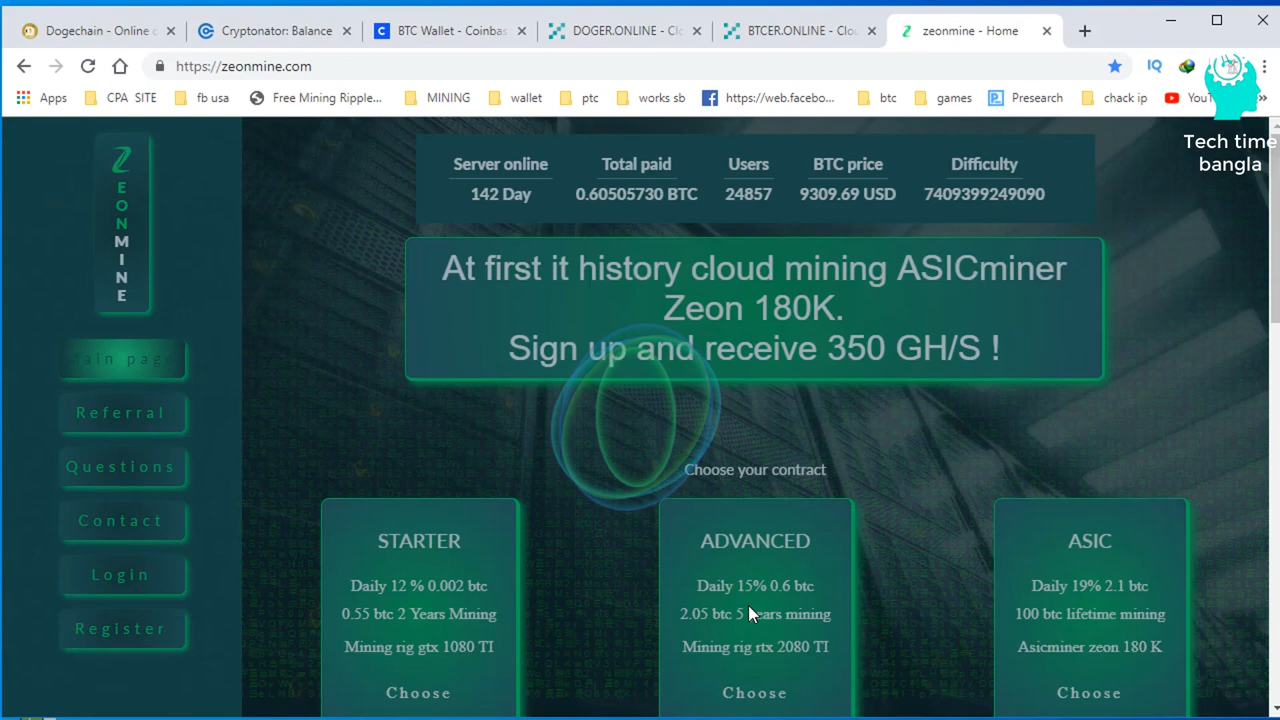 Dogechain - Online c
Cryptonator: Balance
BTC Wallet - Coinbas
DOGER.ONLINE - Clo
BTCER.ONLINE - Clou
zeonmine - Home
https://zeonmine.com
IQ
Apps
CPA SITE
fb usa
Free Mining Ripple...
MINING
wallet
ptc
works sb
https://web.facebo...
btc
games
Presearch
chack ip
YouT
Tech time
bangla
ZEONMINE
Main page
Referral
Questions
Contact
Login
Register
Server online
Total paid
Users
BTC price
Difficulty
142 Day
0.60505730 BTC
24857
9309.69 USD
7409399249090
At first it history cloud mining ASICminer
Zeon 180K.
Sign up and receive 350 GH/S !
Choose your contract
STARTER
Daily 12 % 0.002 btc
0.55 btc 2 Years Mining
Mining rig gtx 1080 TI
Choose
ADVANCED
Daily 15% 0.6 btc
2.05 btc 5 Years mining
Mining rig rtx 2080 TI
Choose
ASIC
Daily 19% 2.1 btc
100 btc lifetime mining
Asicminer zeon 180 K
Choose